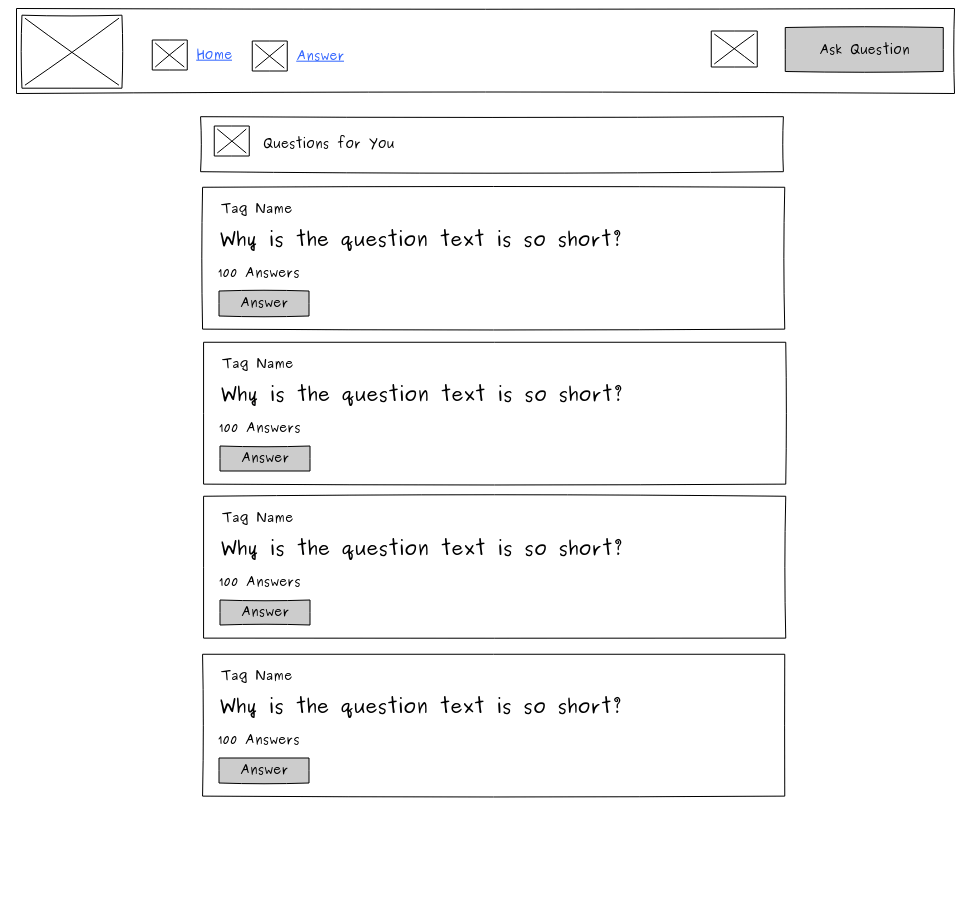 Home Answer Ask Question
Questions for You
Tag Name
Why is the question text is so short?
100 Answers
Answer
Tag Name
Why is the question text is so short?
100 Answers
Answer
Tag Name
Why is the question text is so short?
100 Answers
Answer
Tag Name
Why is the question text is so short?
100 Answers
Answer